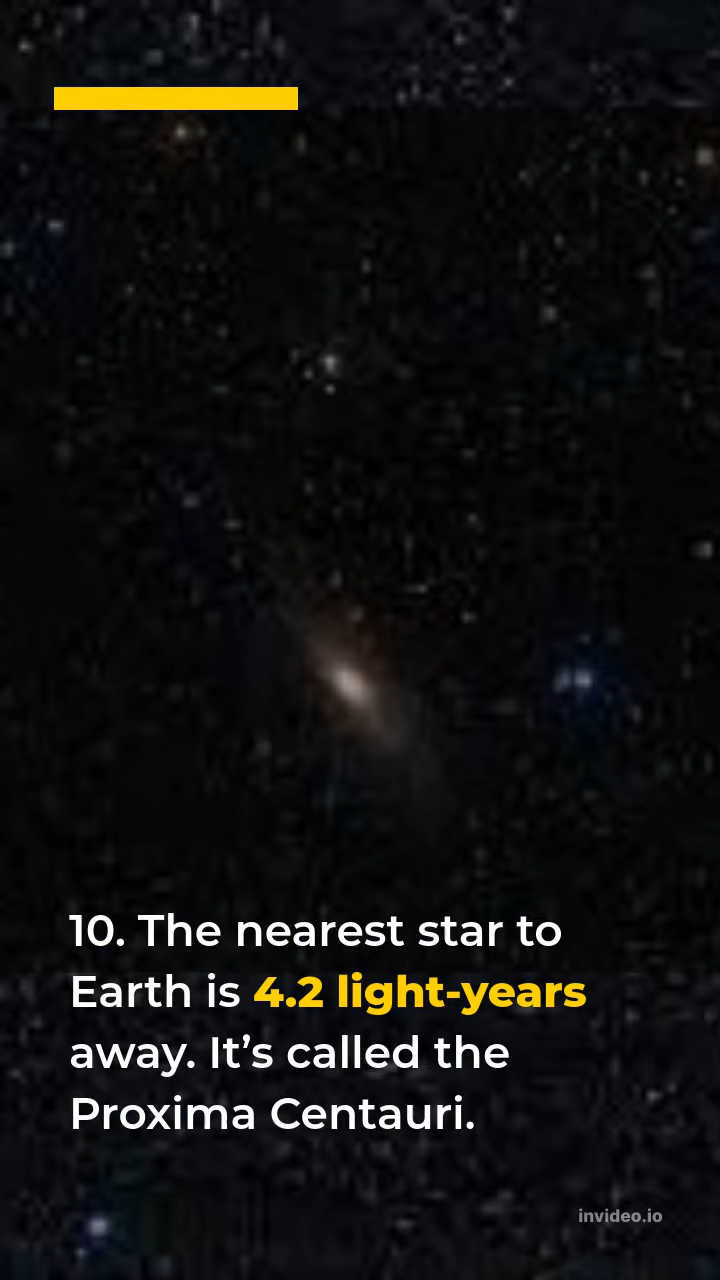 10. The nearest star to
Earth is 4.2 light-years
away. It’s called the
Proxima Centauri.
invideo.io